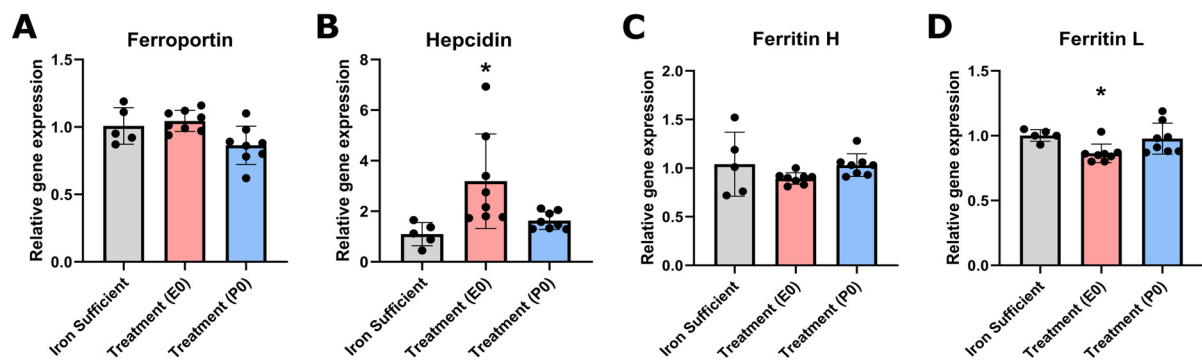 A
Ferroportin
Relative gene expression
1.5
1.0
0.5
0.0
Iron Sufficient
Treatment (E0)
Treatment (P0)
B
Hepcidin
Relative gene expression
8
6
4
2
0
*
Iron Sufficient
Treatment (E0)
Treatment (P0)
C
Ferritin H
Relative gene expression
2.0
1.5
1.0
0.5
0.0
Iron Sufficient
Treatment (E0)
Treatment (P0)
D
Ferritin L
Relative gene expression
1.5
1.0
0.5
0.0
*
Iron Sufficient
Treatment (E0)
Treatment (P0)